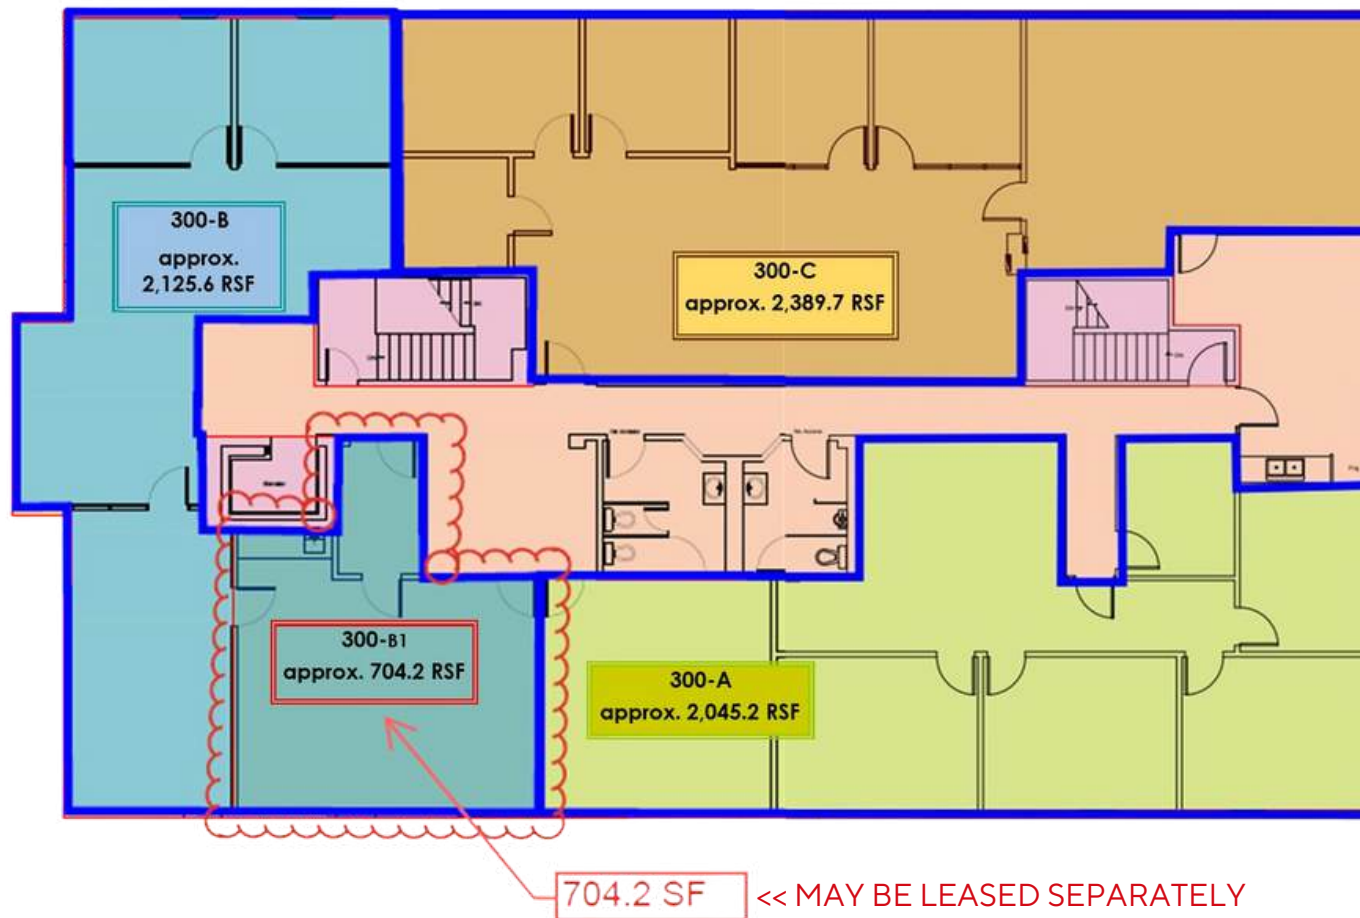 300-B
approx.
2,125.6 RSF
300-C
approx. 2,389.7 RSF
300-B1
approx. 704.2 RSF
300-A
approx. 2,045.2 RSF
704.2 SF
<< MAY BE LEASED SEPARATELY